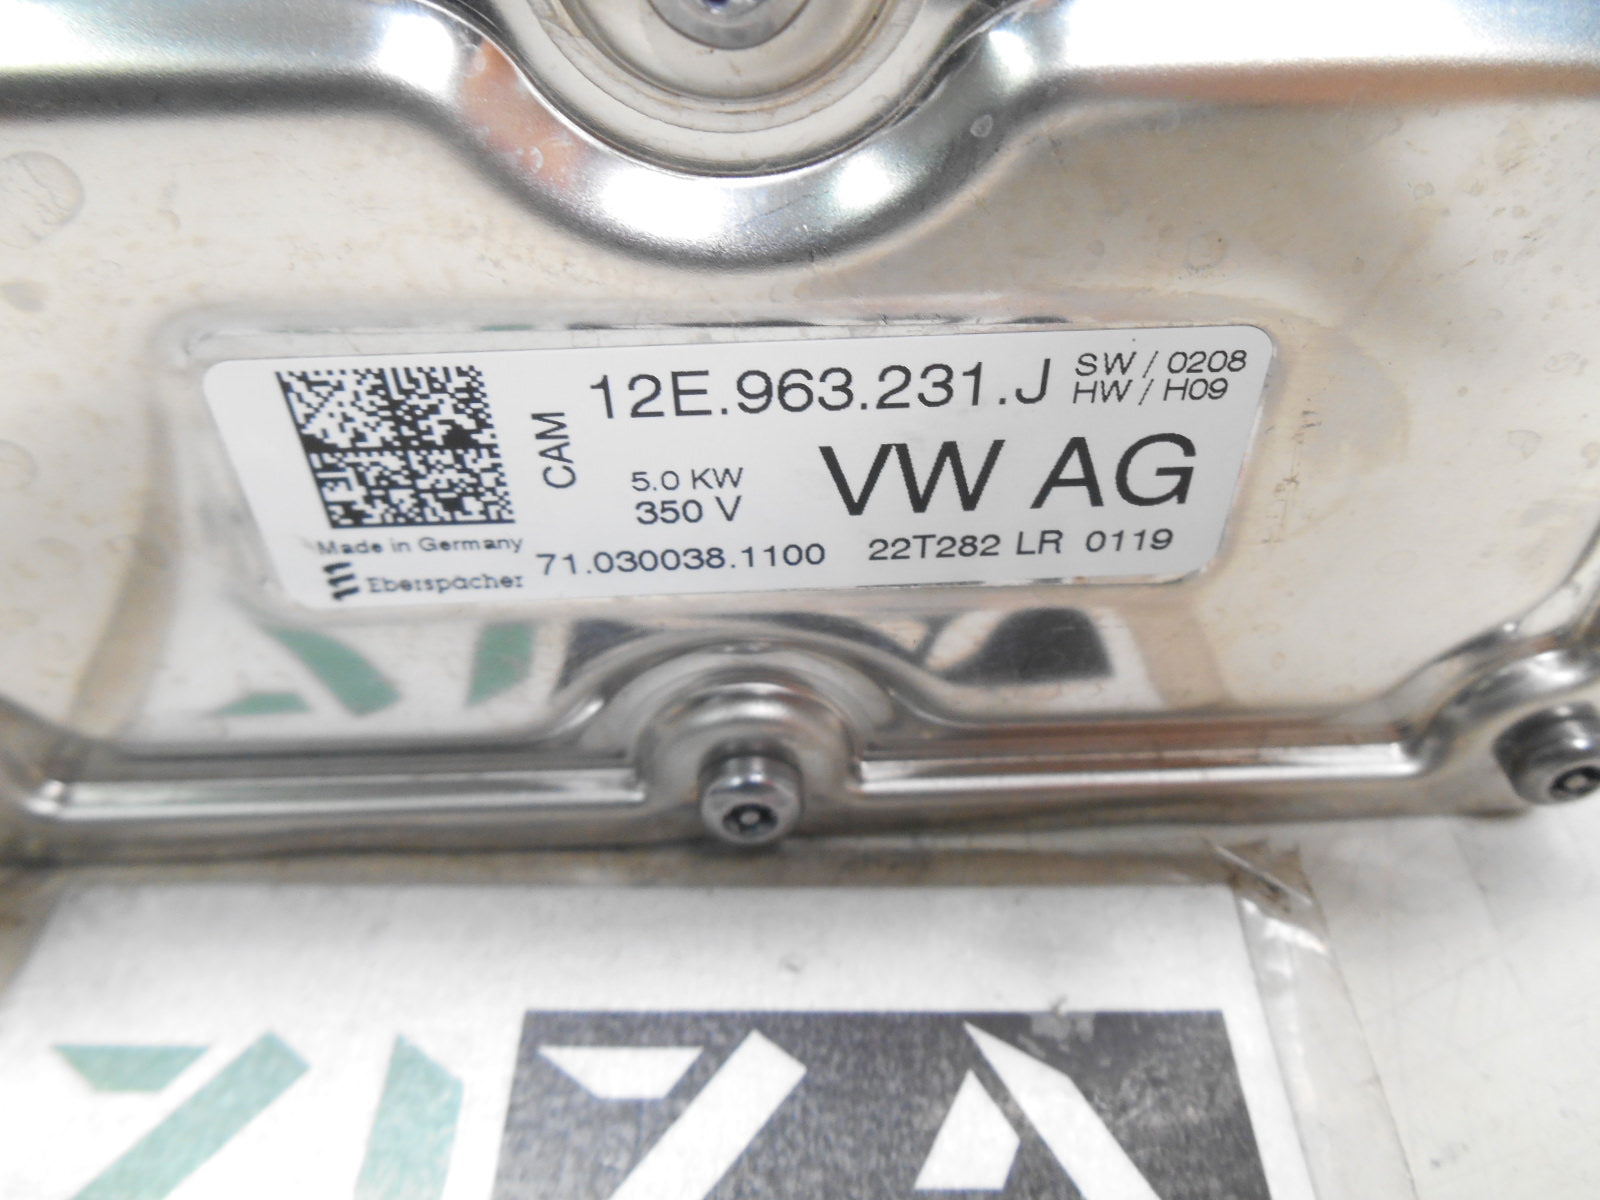 12E.963.231.J
SW / 0208
HW / H09
CAM
5.0 KW
350 V
VW AG
Made in Germany
Eberspächer
71.030038.1100
22T282 LR 0119